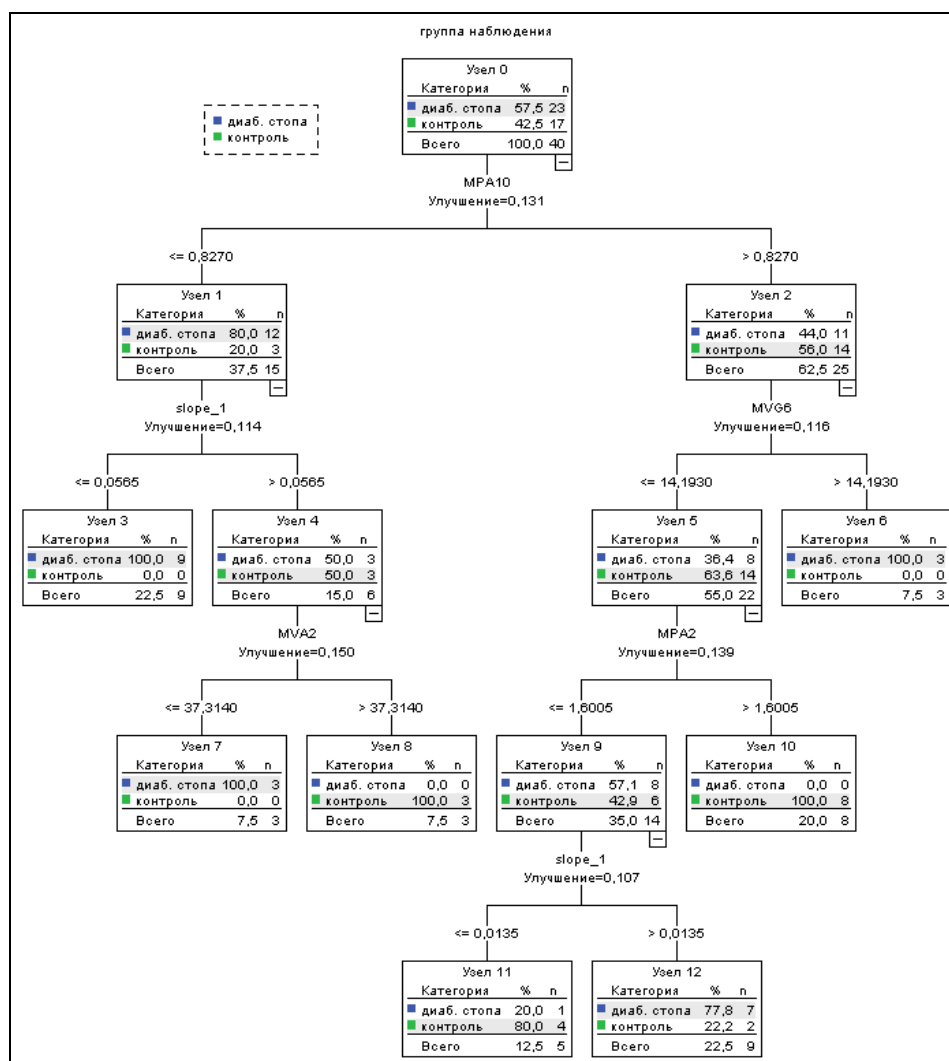 группа наблюдения
диаб. стопа
контроль
Узел 0
Категория % n
диаб. стопа 57,5 23
контроль 42,5 17
Всего 100,0 40
MPA10
Улучшение=0,131
<= 0,8270
> 0,8270
Узел 1
Категория % n
диаб. стопа 80,0 12
контроль 20,0 3
Всего 37,5 15
Узел 2
Категория % n
диаб. стопа 44,0 11
контроль 56,0 14
Всего 62,5 25
slope_1
Улучшение=0,114
MVG6
Улучшение=0,116
<= 0,0565
> 0,0565
<= 14,1930
> 14,1930
Узел 3
Категория % n
диаб. стопа 100,0 9
контроль 0,0 0
Всего 22,5 9
Узел 4
Категория % n
диаб. стопа 50,0 3
контроль 50,0 3
Всего 15,0 6
Узел 5
Категория % n
диаб. стопа 36,4 8
контроль 63,6 14
Всего 55,0 22
Узел 6
Категория % n
диаб. стопа 100,0 3
контроль 0,0 0
Всего 7,5 3
MVA2
Улучшение=0,150
MPA2
Улучшение=0,139
<= 37,3140
> 37,3140
<= 1,6005
> 1,6005
Узел 7
Категория % n
диаб. стопа 100,0 3
контроль 0,0 0
Всего 7,5 3
Узел 8
Категория % n
диаб. стопа 0,0 0
контроль 100,0 3
Всего 7,5 3
Узел 9
Категория % n
диаб. стопа 57,1 8
контроль 42,9 6
Всего 35,0 14
Узел 10
Категория % n
диаб. стопа 0,0 0
контроль 100,0 8
Всего 20,0 8
slope_1
Улучшение=0,107
<= 0,0135
> 0,0135
Узел 11
Категория % n
диаб. стопа 20,0 1
контроль 80,0 4
Всего 12,5 5
Узел 12
Категория % n
диаб. стопа 77,8 7
контроль 22,2 2
Всего 22,5 9